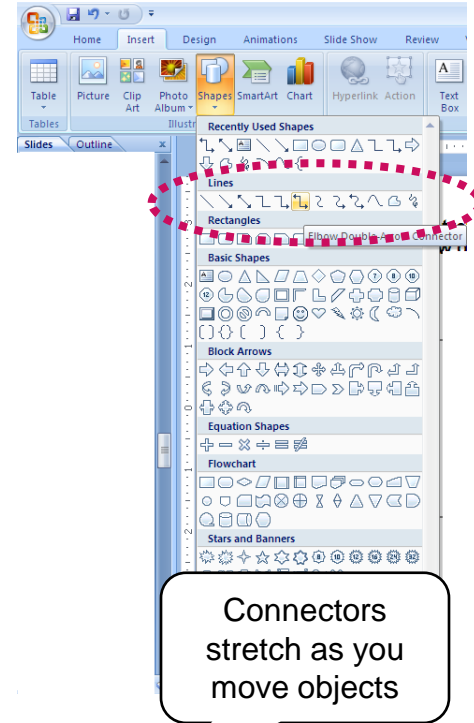 Home Insert Design Animations Slide Show Review
Table Picture Clip Art Photo Album Shapes SmartArt Chart Hyperlink Action Text Box
Tables Illustr
Slides Outline x
Recently Used Shapes
Lines
Rectangles
Elbow Double-Arrow Connector
Basic Shapes
Block Arrows
Equation Shapes
Flowchart
Stars and Banners
Connectors
stretch as you
move objects